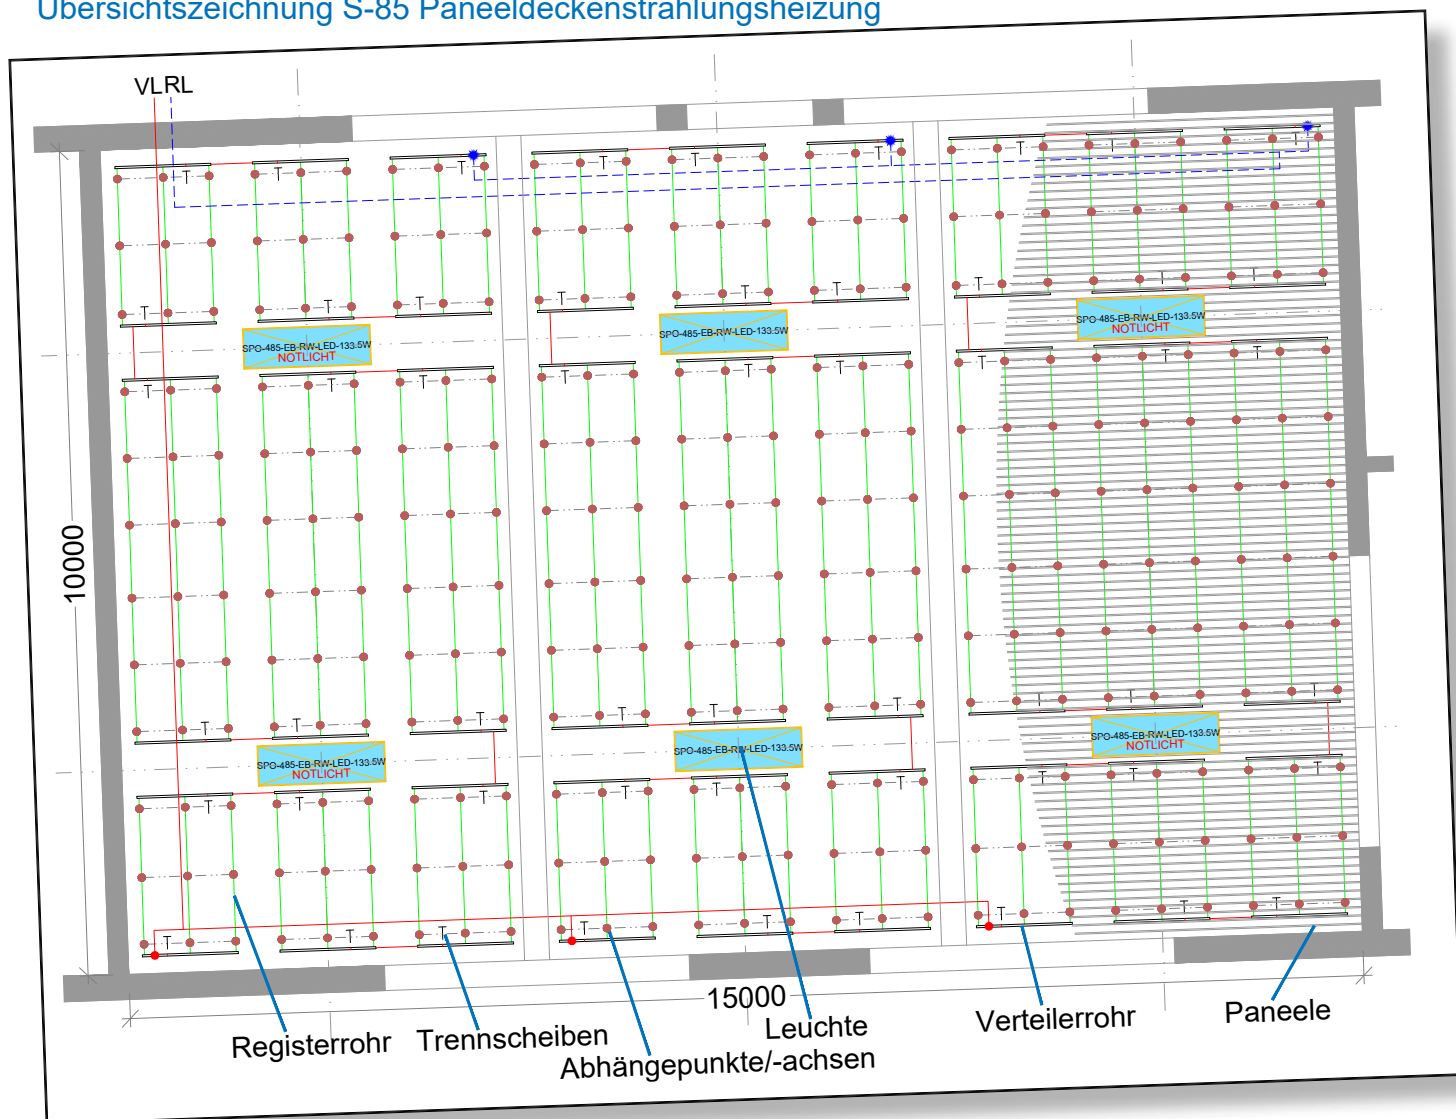 Übersichtszeichnung S-85 Paneeldeckenstrahlungsheizung
VL RL
T T T T T T
T T T T T T
SPO-485-EB-RW-LED-133.5W
NOTLICHT
SPO-485-EB-RW-LED-133.5W
SPO-485-EB-RW-LED-133.5W
NOTLICHT
T T T T T T T T
10000
T T T T T T T
SPO-485-EB-RW-LED-133.5W
NOTLICHT
SPO-485-EB-RW-LED-133.5W
SPO-485-EB-RW-LED-133.5W
NOTLICHT
T T T T T T T T
T T T T T T T T T
15000
Registerrohr
Trennscheiben
Abhängepunkte/-achsen
Leuchte
Verteilerrohr
Paneele